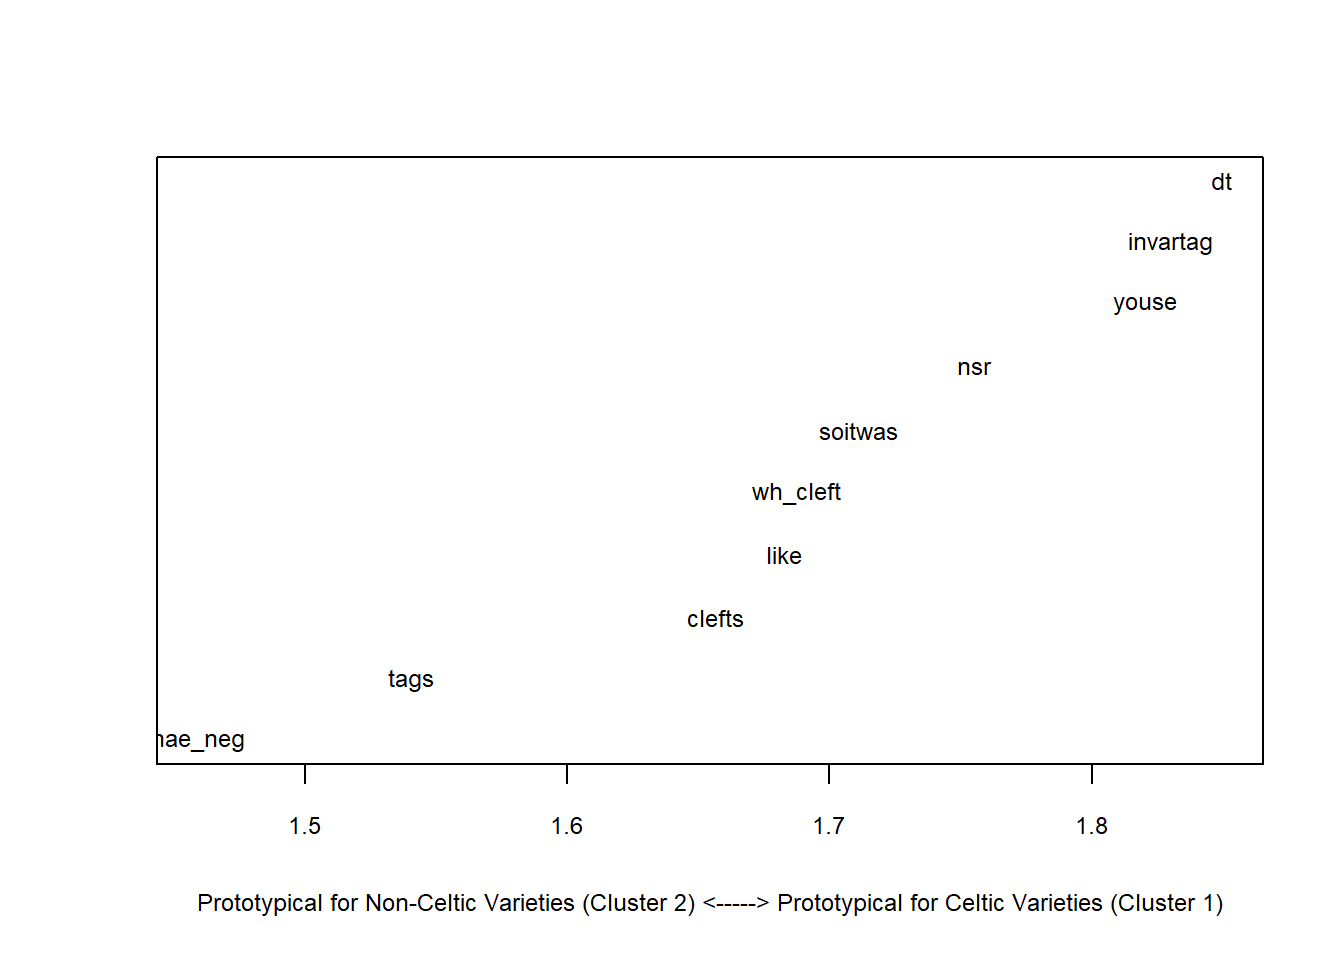 dt
invartag
youse
nsr
soitwas
wh_cleft
like
clefts
tags
nae_neg
1.5 1.6 1.7 1.8
Prototypical for Non-Celtic Varieties (Cluster 2) <-----> Prototypical for Celtic Varieties (Cluster 1)